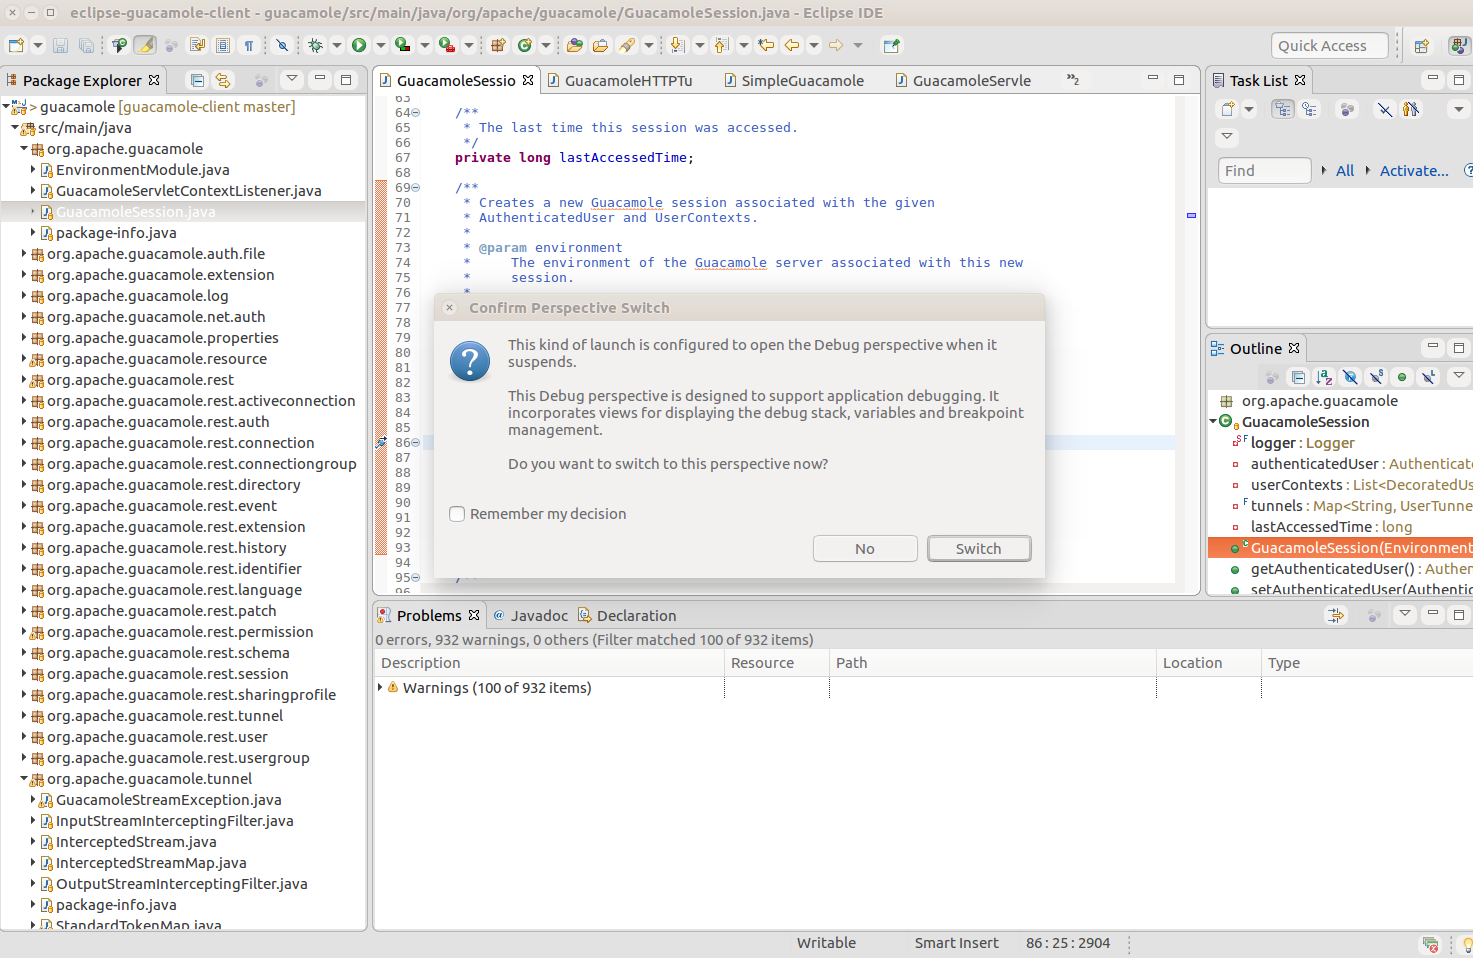 eclipse-guacamole-client - guacamole/src/main/java/org/apache/guacamole/GuacamoleSession.java - Eclipse IDE
Quick Access
Package Explorer
> guacamole [guacamole-client master]
src/main/java
org.apache.guacamole
EnvironmentModule.java
GuacamoleServletContextListener.java
GuacamoleSession.java
package-info.java
org.apache.guacamole.auth.file
org.apache.guacamole.extension
org.apache.guacamole.log
org.apache.guacamole.net.auth
org.apache.guacamole.properties
org.apache.guacamole.resource
org.apache.guacamole.rest
org.apache.guacamole.rest.activeconnection
org.apache.guacamole.rest.auth
org.apache.guacamole.rest.connection
org.apache.guacamole.rest.connectiongroup
org.apache.guacamole.rest.directory
org.apache.guacamole.rest.event
org.apache.guacamole.rest.extension
org.apache.guacamole.rest.history
org.apache.guacamole.rest.identifier
org.apache.guacamole.rest.language
org.apache.guacamole.rest.patch
org.apache.guacamole.rest.permission
org.apache.guacamole.rest.schema
org.apache.guacamole.rest.session
org.apache.guacamole.rest.sharingprofile
org.apache.guacamole.rest.tunnel
org.apache.guacamole.rest.user
org.apache.guacamole.rest.usergroup
org.apache.guacamole.tunnel
GuacamoleStreamException.java
InputStreamInterceptingFilter.java
InterceptedStream.java
InterceptedStreamMap.java
OutputStreamInterceptingFilter.java
package-info.java
StandardTokenMap.java
GuacamoleSessio GuacamoleHTTPTu SimpleGuacamole GuacamoleServle »2
63
64 /**
65 * The last time this session was accessed.
66 */
67 private long lastAccessedTime;
68
69 /**
70 * Creates a new Guacamole session associated with the given
71 * AuthenticatedUser and UserContexts.
72 *
73 * @param environment
74 * The environment of the Guacamole server associated with this new
75 * session.
76 *
77
78
79
80
81
82
83
84
85
86
87
88
89
90
91
92
93
94
95 /**
96
Confirm Perspective Switch
This kind of launch is configured to open the Debug perspective when it
suspends.
This Debug perspective is designed to support application debugging. It
incorporates views for displaying the debug stack, variables and breakpoint
management.
Do you want to switch to this perspective now?
Remember my decision
No Switch
Task List
Find All Activate...
Outline
org.apache.guacamole
GuacamoleSession
logger : Logger
authenticatedUser : Authenticate
userContexts : List<DecoratedUs
tunnels : Map<String, UserTunne
lastAccessedTime : long
GuacamoleSession(Environment
getAuthenticatedUser() : Authen
setAuthenticatedUser(Authentic
Problems @ Javadoc Declaration
0 errors, 932 warnings, 0 others (Filter matched 100 of 932 items)
Description Resource Path Location Type
Warnings (100 of 932 items)
Writable Smart Insert 86 : 25 : 2904